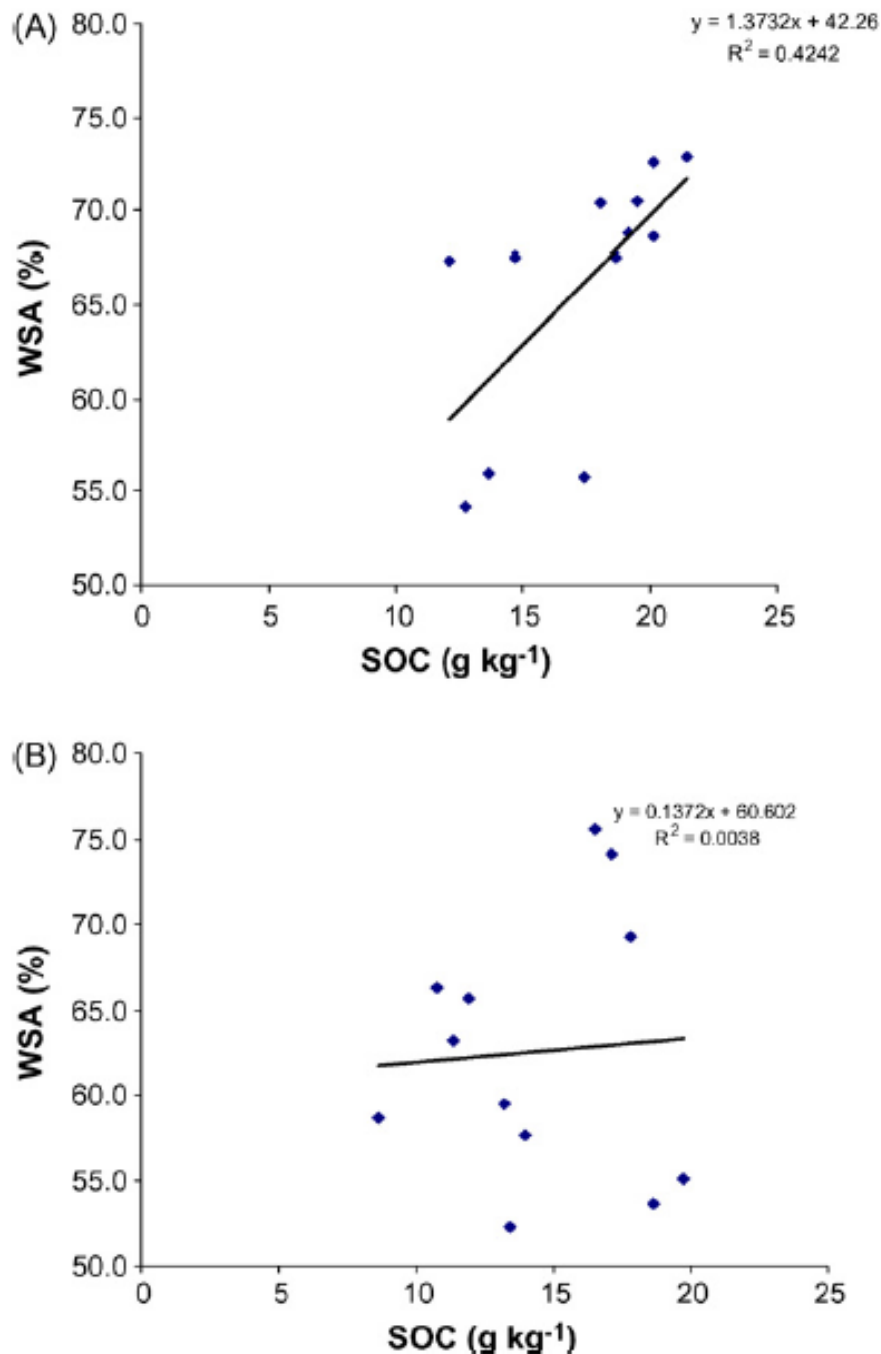 (A)
y = 1.3732x + 42.26
R² = 0.4242
80.0
75.0
70.0
65.0
60.0
55.0
50.0
WSA (%)
0 5 10 15 20 25
SOC (g kg⁻¹)
(B)
y = 0.1372x + 60.602
R² = 0.0038
80.0
75.0
70.0
65.0
60.0
55.0
50.0
WSA (%)
0 5 10 15 20 25
SOC (g kg⁻¹)